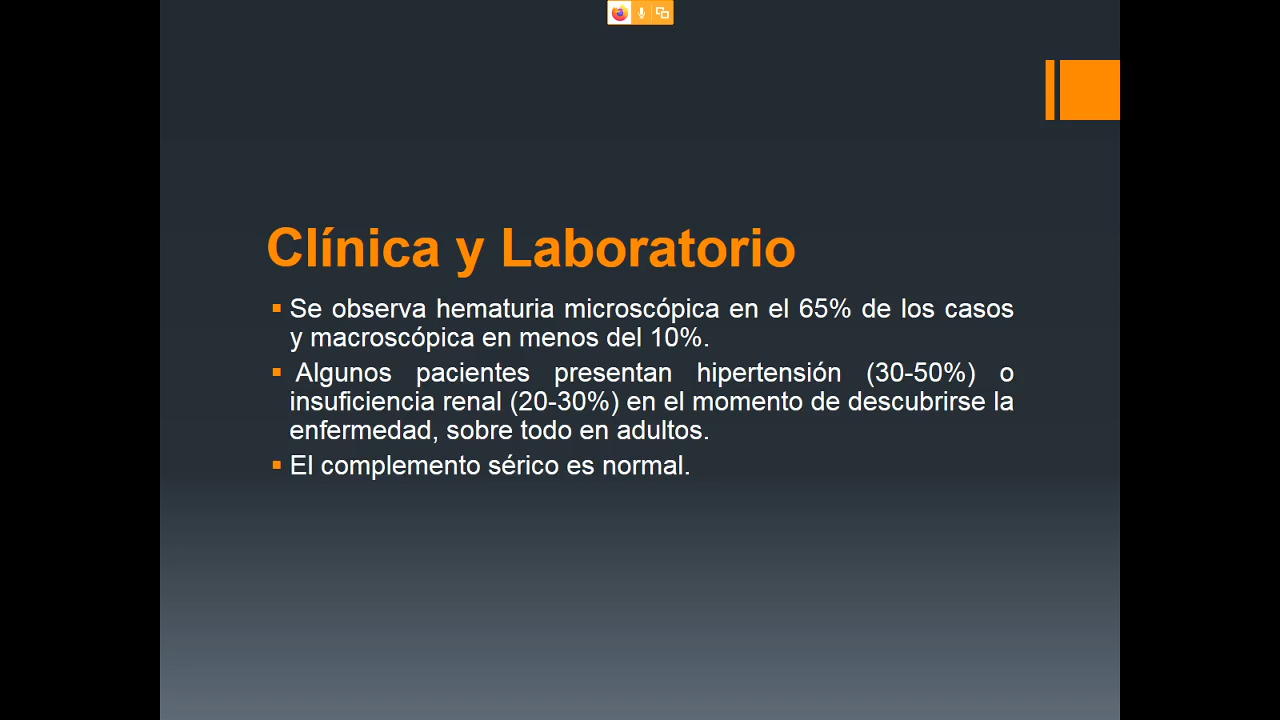 Clínica y Laboratorio
Se observa hematuria microscópica en el 65% de los casos
y macroscópica en menos del 10%.
Algunos pacientes presentan hipertensión (30-50%) o
insuficiencia renal (20-30%) en el momento de descubrirse la
enfermedad, sobre todo en adultos.
El complemento sérico es normal.